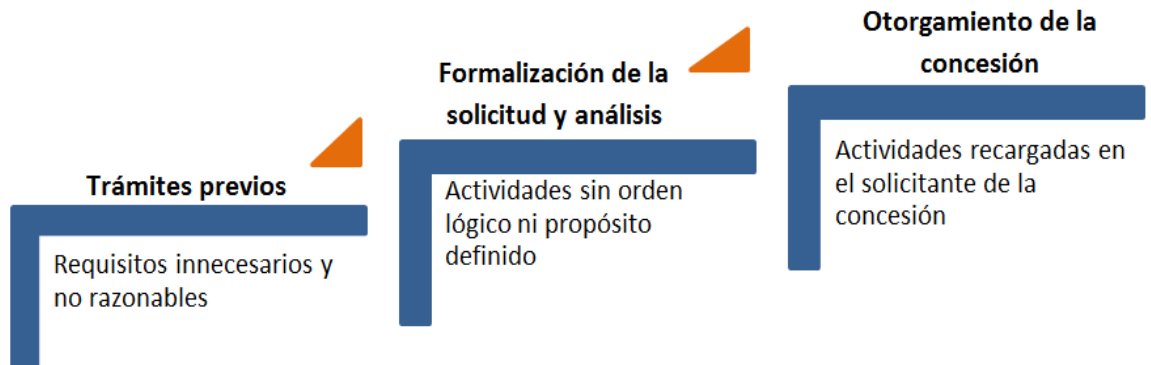 Trámites previos
Requisitos innecesarios y
no razonables
Formalización de la
solicitud y análisis
Actividades sin orden
lógico ni propósito
definido
Otorgamiento de la
concesión
Actividades recargadas en
el solicitante de la
concesión